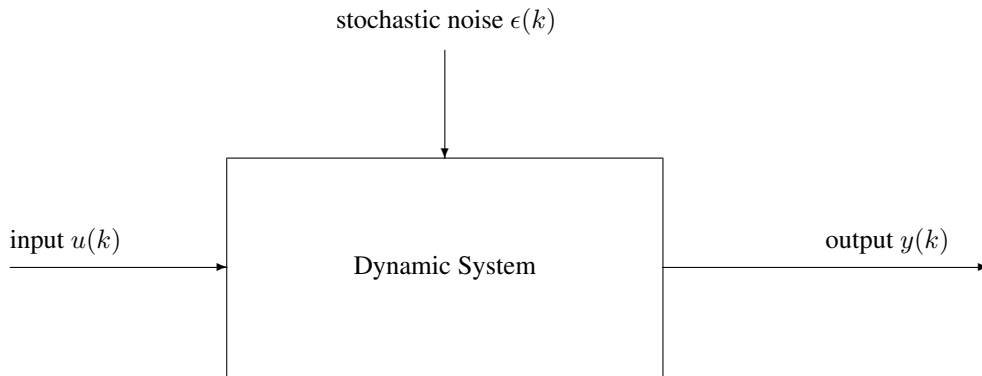 stochastic noise ϵ(k)
input u(k)
output y(k)
Dynamic System